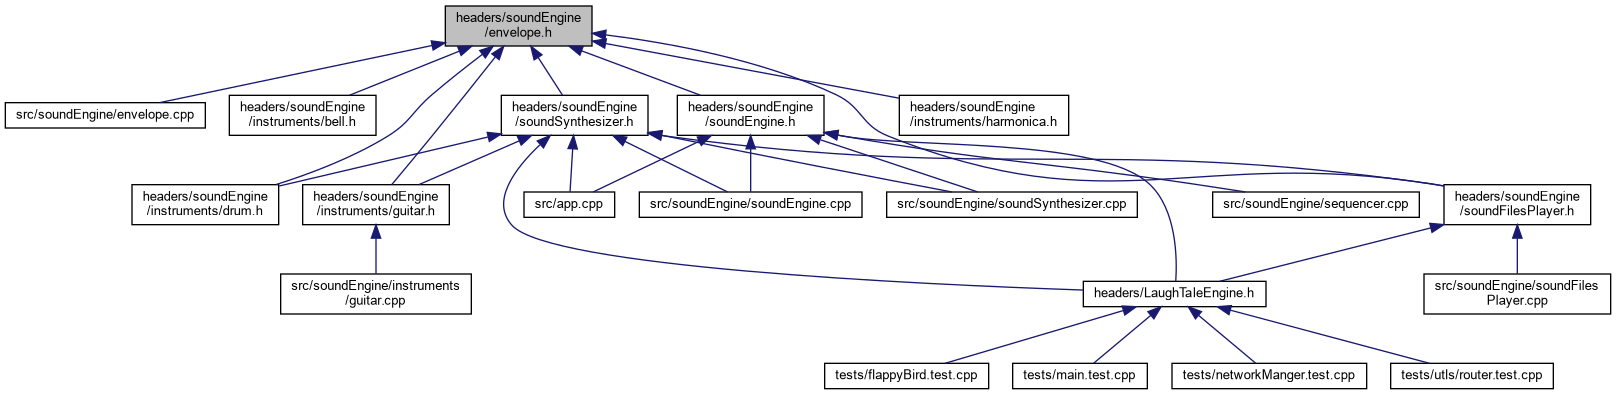 headers/soundEngine
/envelope.h
src/soundEngine/envelope.cpp
headers/soundEngine
/instruments/bell.h
headers/soundEngine
/soundSynthesizer.h
headers/soundEngine
/soundEngine.h
headers/soundEngine
/instruments/harmonica.h
headers/soundEngine
/instruments/drum.h
headers/soundEngine
/instruments/guitar.h
src/app.cpp
src/soundEngine/soundEngine.cpp
src/soundEngine/soundSynthesizer.cpp
src/soundEngine/sequencer.cpp
headers/soundEngine
/soundFilesPlayer.h
src/soundEngine/instruments
/guitar.cpp
headers/LaughTaleEngine.h
src/soundEngine/soundFiles
Player.cpp
tests/flappyBird.test.cpp
tests/main.test.cpp
tests/networkManger.test.cpp
tests/utls/router.test.cpp